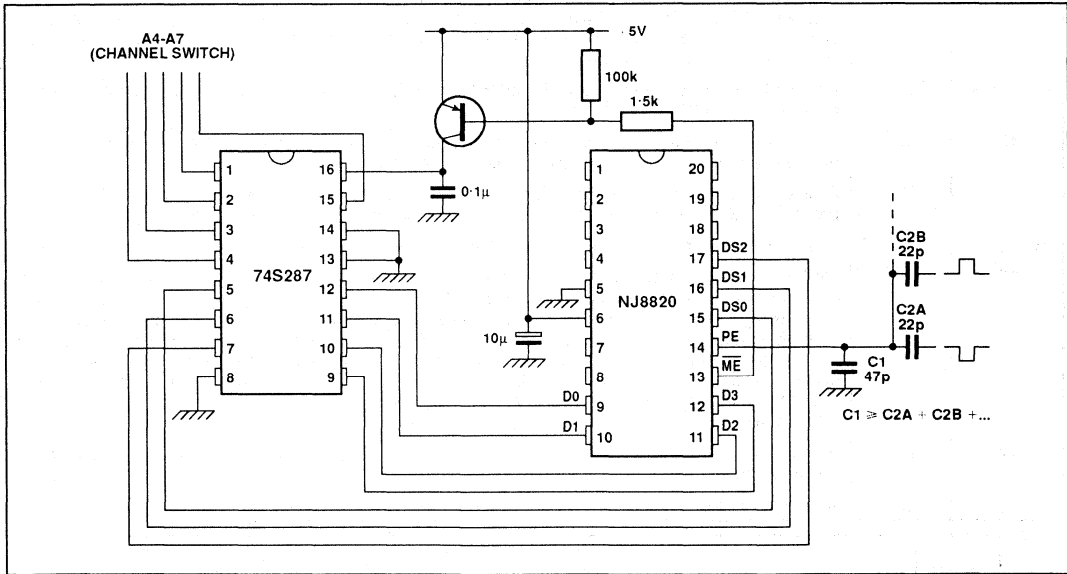 A4-A7
(CHANNEL SWITCH)
5V
100k
1·5k
0·1µ
74S287
1
2
3
4
5
6
7
8
16
15
14
13
12
11
10
9
10µ
NJ8820
1
2
3
4
5
6
7
8
9
10
20
19
18
17
16
15
14
13
12
11
D0
D1
DS2
DS1
DS0
PE
ME
D3
D2
C2B
22p
C2A
22p
C1
47p
C1 ⩾ C2A + C2B +...